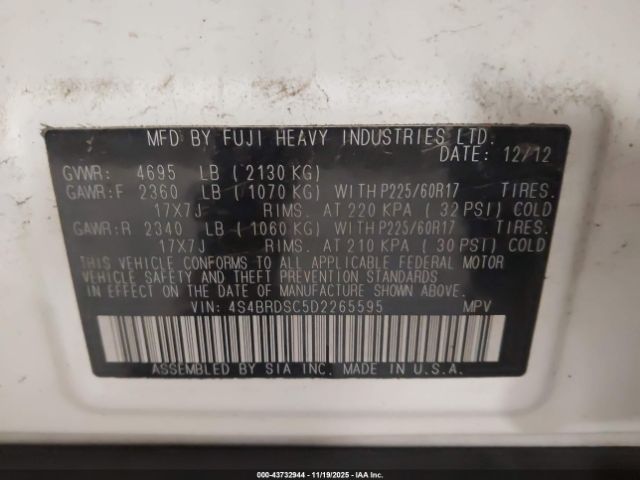 MFD BY FUJI HEAVY INDUSTRIES LTD.
DATE: 12/12
GVWR: 4695 LB ( 2130 KG)
GAWR:F 2360 LB ( 1070 KG) WITH P225/60R17 TIRES.
17X7J RIMS. AT 220 KPA ( 32 PSI) COLD
GAWR:R 2340 LB ( 1060 KG) WITH P225/60R17 TIRES.
17X7J RIMS. AT 210 KPA ( 30 PSI) COLD
THIS VEHICLE CONFORMS TO ALL APPLICABLE FEDERAL MOTOR
VEHICLE SAFETY AND THEFT PREVENTION STANDARDS
IN EFFECT ON THE DATE OF MANUFACTURE SHOWN ABOVE.
VIN: 4S4BRDSC5D2265595 MPV
ASSEMBLED BY SIA INC. MADE IN U.S.A.
000-43732944 - 11/19/2025 - IAAI.COM